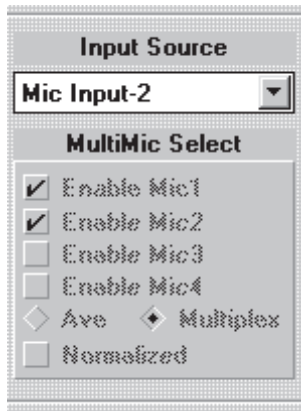 Input Source
Mic Input-2
MultiMic Select
Enable Mic1
Enable Mic2
Enable Mic3
Enable Mic4
Ave Multiplex
Normalized